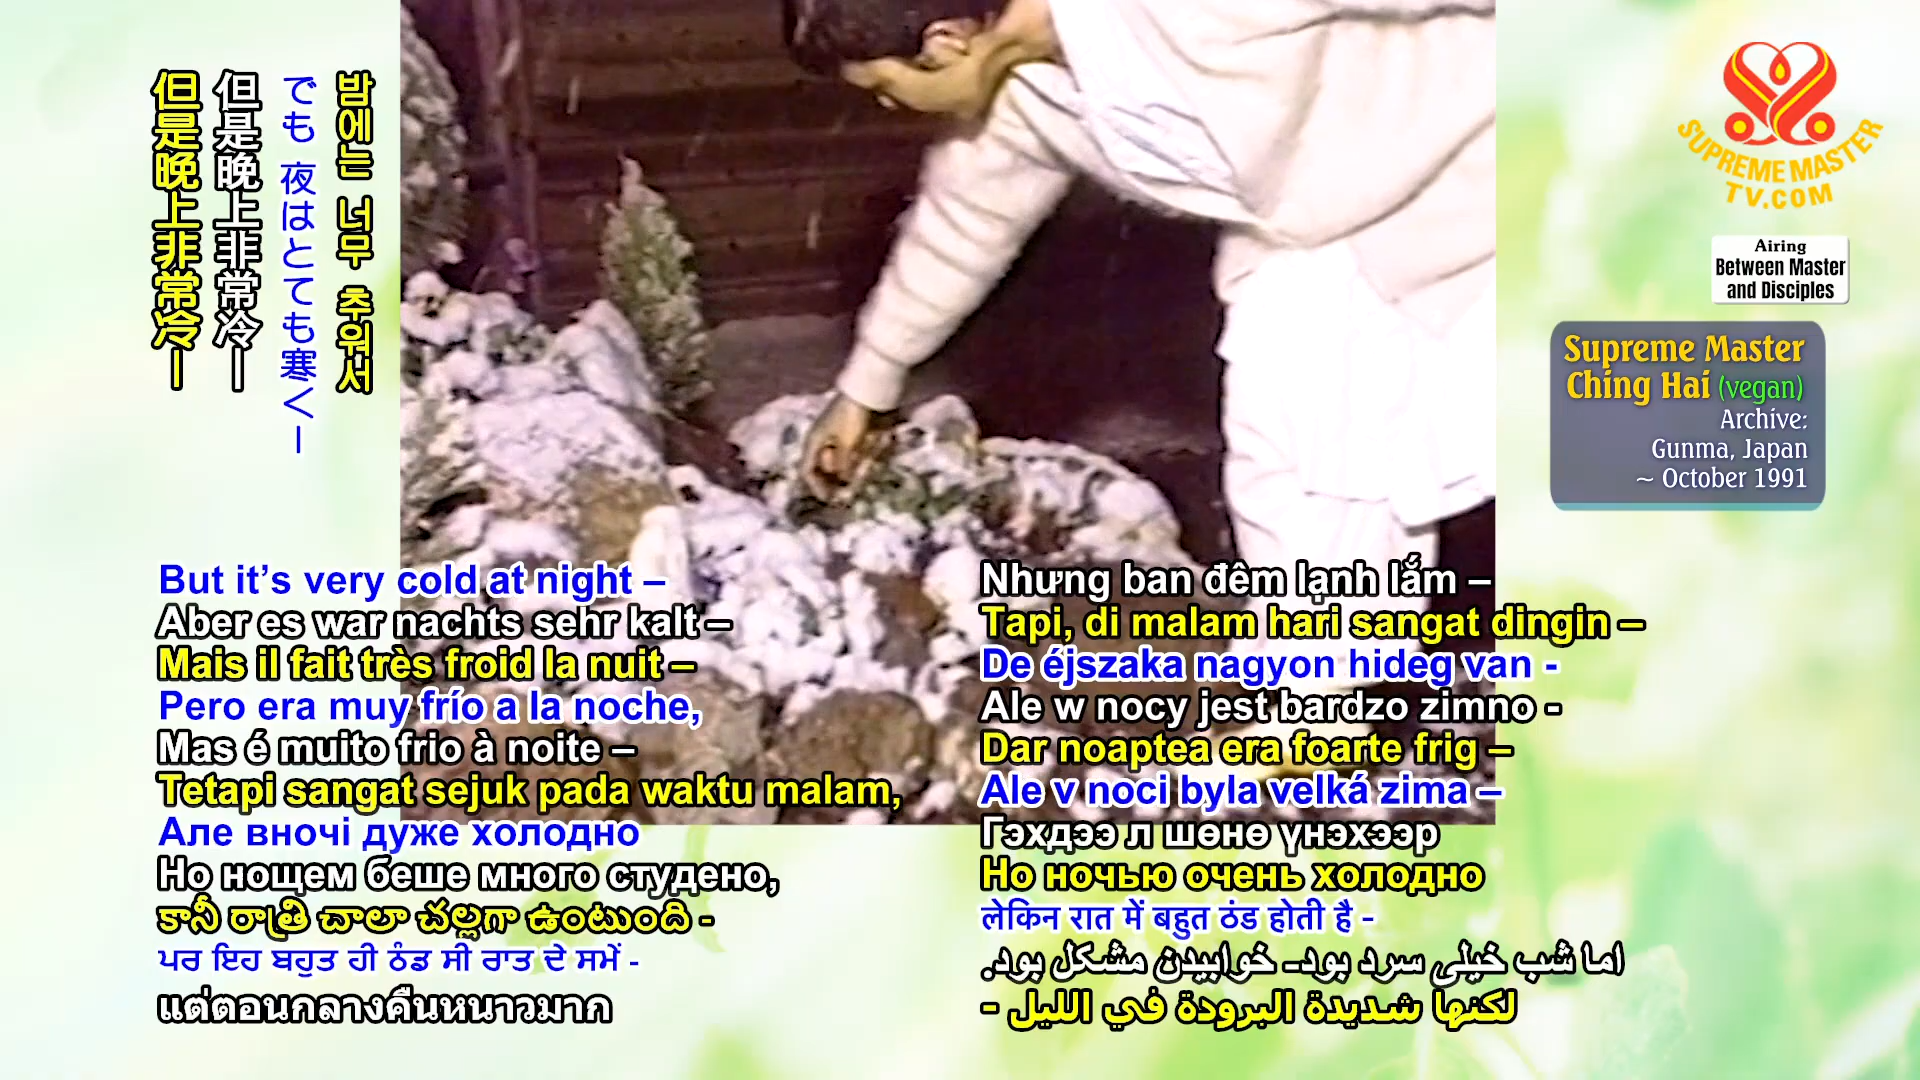 但是晚上非常冷—
但是晚上非常冷—
でも 夜はとても寒く—
밤에는 너무 추워서
SUPREME MASTER
TV.COM
Airing
Between Master
and Disciples
Supreme Master
Ching Hai (vegan)
Archive:
Gunma, Japan
~ October 1991
But it’s very cold at night –
Aber es war nachts sehr kalt –
Mais il fait très froid la nuit –
Pero era muy frío a la noche,
Mas é muito frio à noite –
Tetapi sangat sejuk pada waktu malam,
Але вночі дуже холодно
Но нощем беше много студено,
కానీ రాత్రి చాలా చల్లగా ఉంటుంది -
ਪਰ ਇਹ ਬਹੁਤ ਹੀ ਠੰਡ ਸੀ ਰਾਤ ਦੇ ਸਮੇਂ -
แต่ตอนกลางคืนหนาวมาก
Nhưng ban đêm lạnh lắm –
Tapi, di malam hari sangat dingin –
De éjszaka nagyon hideg van -
Ale w nocy jest bardzo zimno -
Dar noaptea era foarte frig –
Ale v noci byla velká zima –
Гэхдээ л шөнө үнэхээр
Но ночью очень холодно
लेकिन रात में बहुत ठंड होती है -
اما شب خیلی سرد بود- خوابیدن مشکل بود.
لكنها شديدة البرودة في الليل -